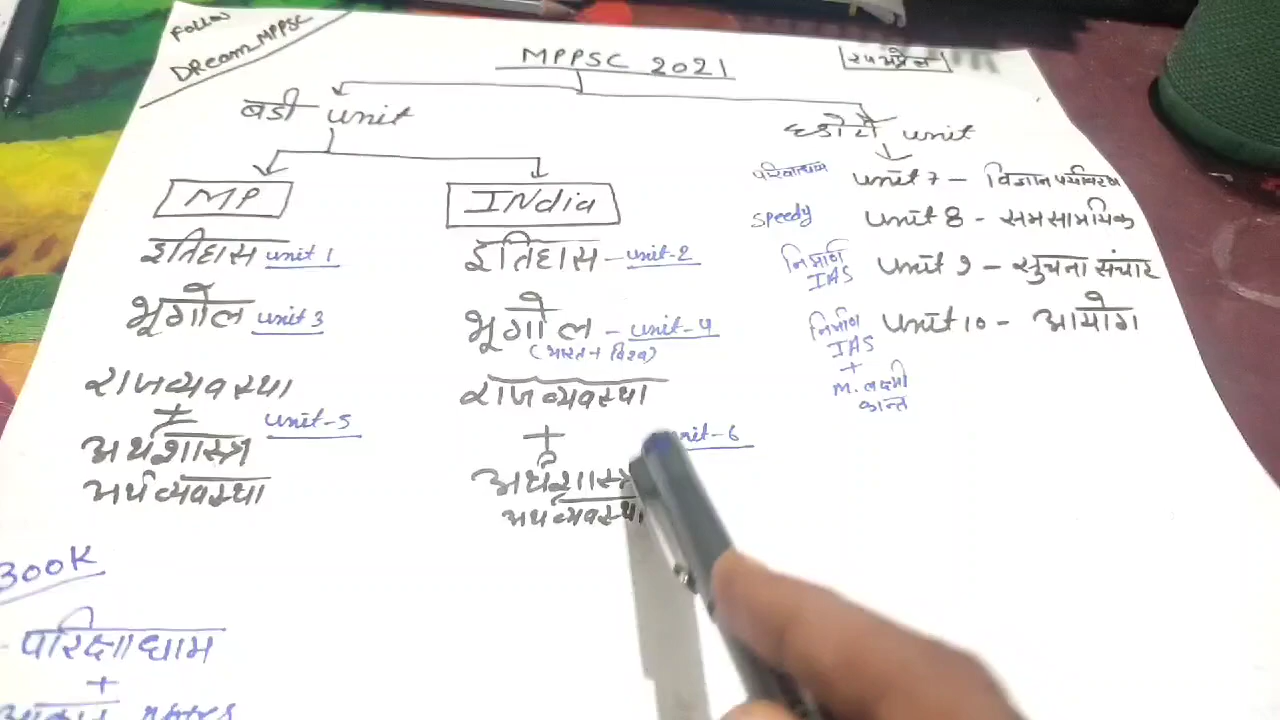 Follow
Dream_MPPSC
MPPSC 2021
२५ अप्रैल
बडी unit
छोटी unit
MP
INdia
इतिहास unit 1
इतिहास - unit-2
भूगोल unit 3
भूगोल - unit-4
(भारत + विश्व)
राजव्यवस्था
अर्थशास्त्र
अर्थव्यवस्था
unit-5
राजव्यवस्था
+
अर्थशास्त्र
अर्थव्यवस्था
unit-6
unit 7 - विज्ञान पर्यावरण
Speedy unit 8 - समसामयिक
निर्माण IAS unit 9 - सुचना संचार
निर्माण IAS unit 10 - आयोग
+
M. लक्ष्मी
कान्त
Book
- परिक्षाधाम
+
notes